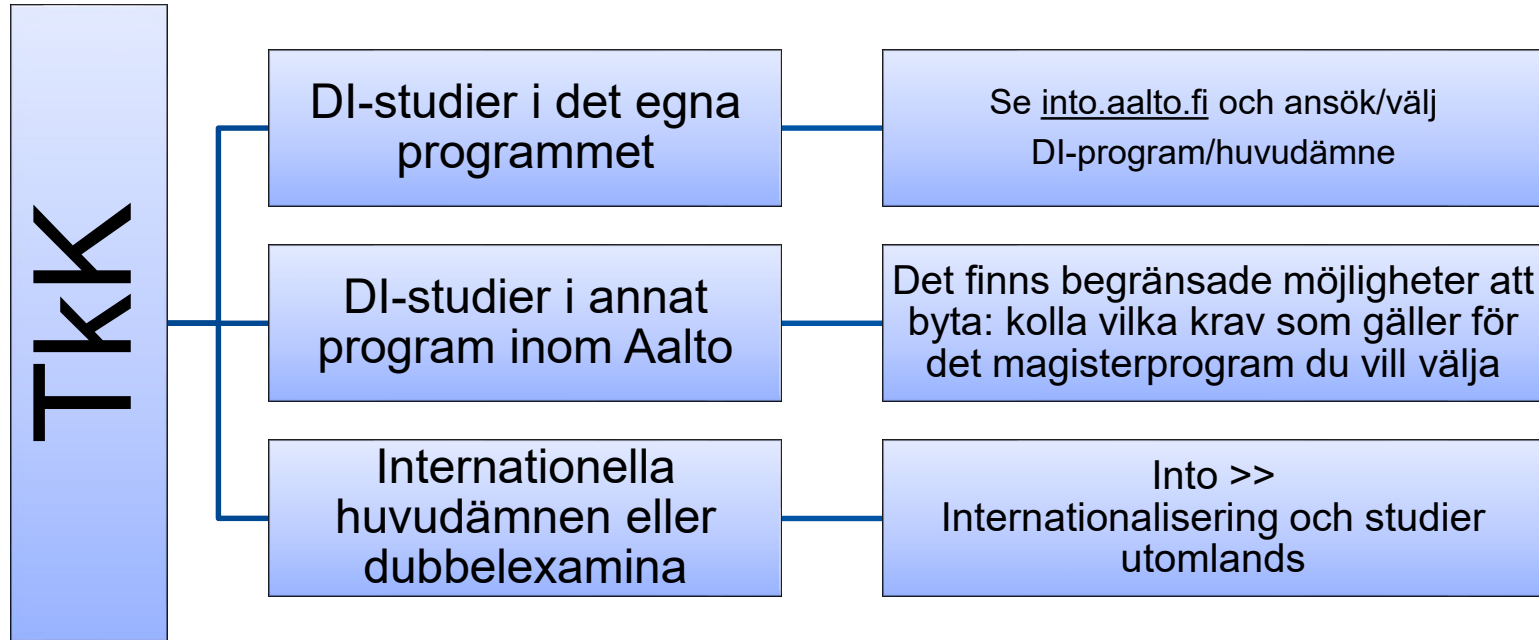 TkK
DI-studier i det egna
programmet
Se into.aalto.fi och ansök/välj
DI-program/huvudämne
DI-studier i annat
program inom Aalto
Det finns begränsade möjligheter att
byta: kolla vilka krav som gäller för
det magisterprogram du vill välja
Internationella
huvudämnen eller
dubbelexamina
Into >>
Internationalisering och studier
utomlands